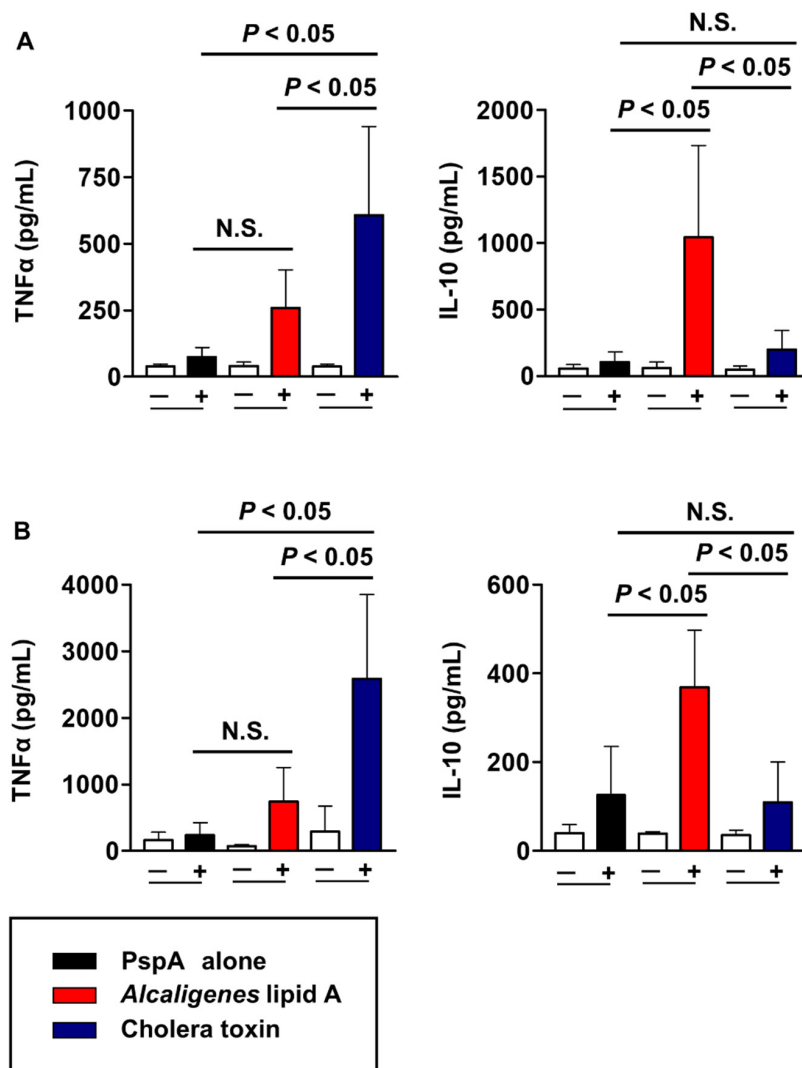 A
P < 0.05
P < 0.05
N.S.
TNFα (pg/mL)
1000
750
500
250
0
— + — + — +
N.S.
P < 0.05
P < 0.05
IL-10 (pg/mL)
2000
1500
1000
500
0
— + — + — +
B
P < 0.05
P < 0.05
N.S.
TNFα (pg/mL)
4000
3000
2000
1000
0
— + — + — +
N.S.
P < 0.05
P < 0.05
IL-10 (pg/mL)
600
400
200
0
— + — + — +
PspA alone
Alcaligenes lipid A
Cholera toxin